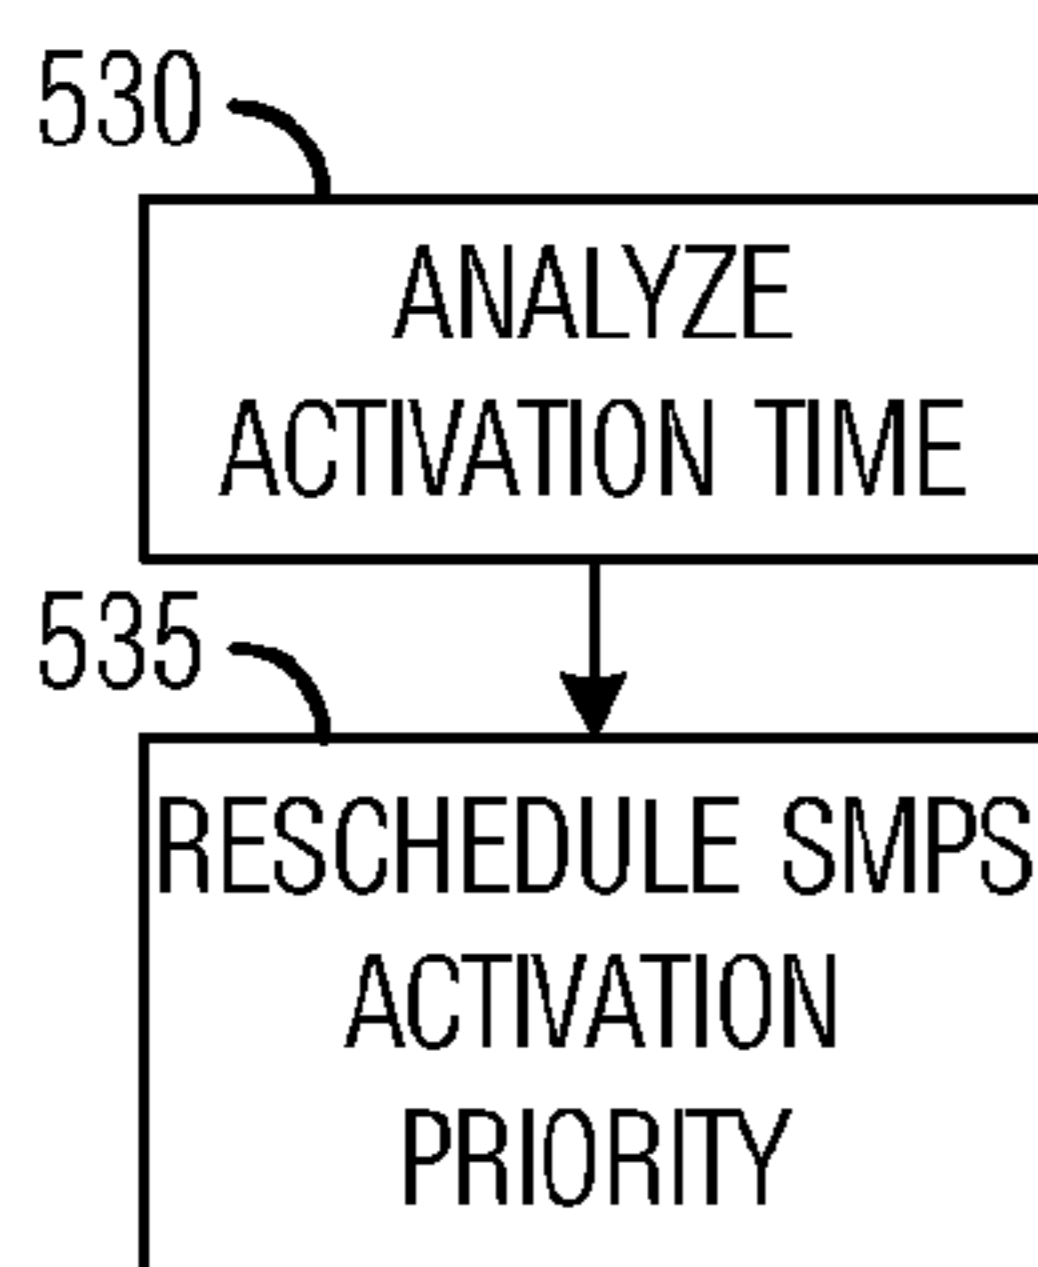 530
ANALYZE
ACTIVATION TIME
535
RESCHEDULE SMPS
ACTIVATION
PRIORITY